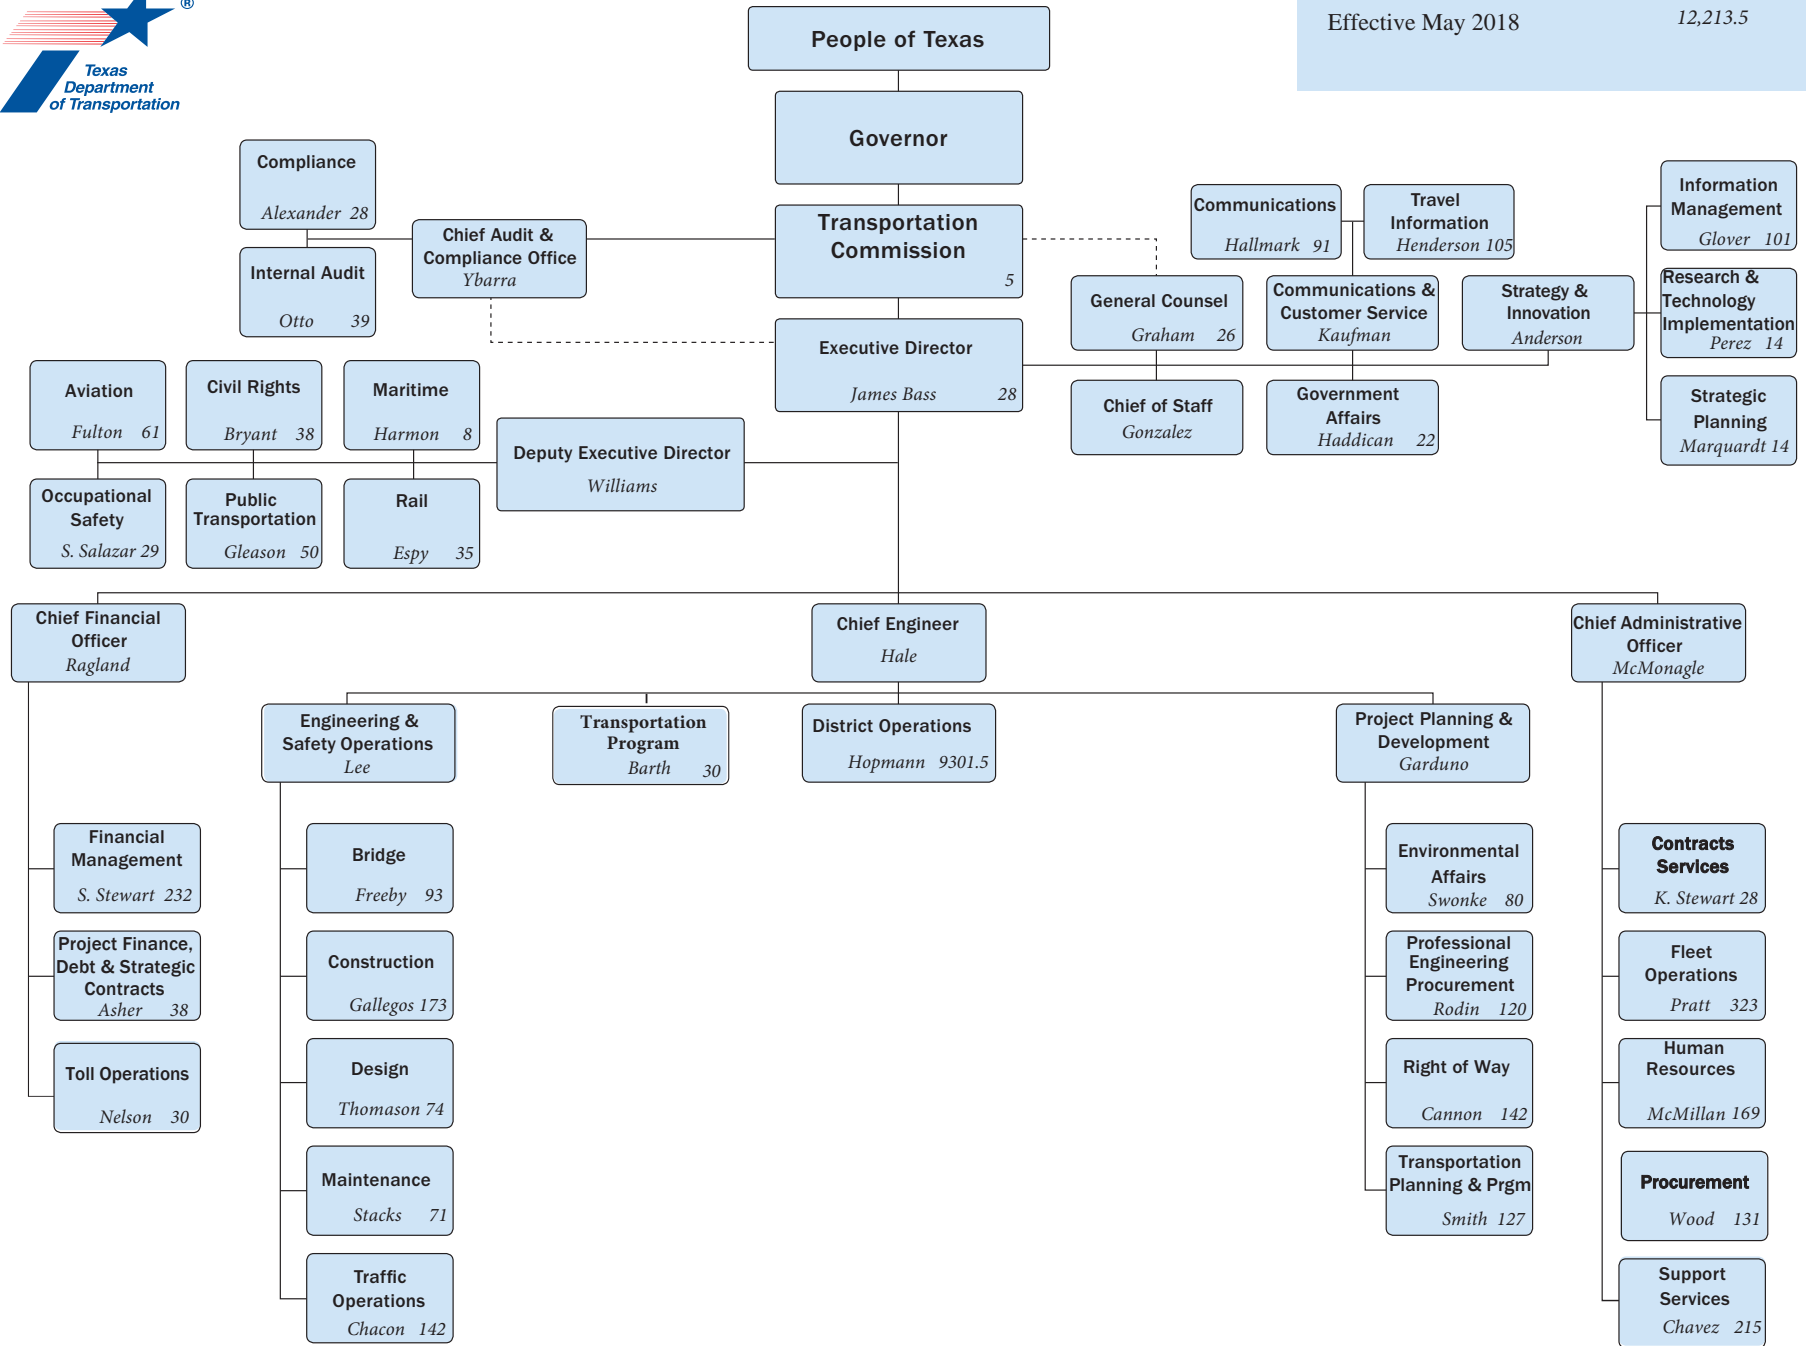 ®
Texas
Department
of Transportation
Effective May 2018
12,213.5
People of Texas
Governor
Transportation
Commission
5
Compliance
Alexander 28
Internal Audit
Otto 39
Chief Audit &
Compliance Office
Ybarra
Executive Director
James Bass 28
General Counsel
Graham 26
Chief of Staff
Gonzalez
Communications
Hallmark 91
Travel
Information
Henderson 105
Communications &
Customer Service
Kaufman
Government
Affairs
Haddican 22
Strategy &
Innovation
Anderson
Information
Management
Glover 101
Research &
Technology
Implementation
Perez 14
Strategic
Planning
Marquardt 14
Aviation
Fulton 61
Civil Rights
Bryant 38
Maritime
Harmon 8
Deputy Executive Director
Williams
Occupational
Safety
S. Salazar 29
Public
Transportation
Gleason 50
Rail
Espy 35
Chief Financial
Officer
Ragland
Chief Engineer
Hale
Chief Administrative
Officer
McMonagle
Engineering &
Safety Operations
Lee
Transportation
Program
Barth 30
District Operations
Hopmann 9301.5
Project Planning &
Development
Garduno
Financial
Management
S. Stewart 232
Project Finance,
Debt & Strategic
Contracts
Asher 38
Toll Operations
Nelson 30
Bridge
Freeby 93
Construction
Gallegos 173
Design
Thomason 74
Maintenance
Stacks 71
Traffic
Operations
Chacon 142
Environmental
Affairs
Swonke 80
Professional
Engineering
Procurement
Rodin 120
Right of Way
Cannon 142
Transportation
Planning & Prgm
Smith 127
Contracts
Services
K. Stewart 28
Fleet
Operations
Pratt 323
Human
Resources
McMillan 169
Procurement
Wood 131
Support
Services
Chavez 215